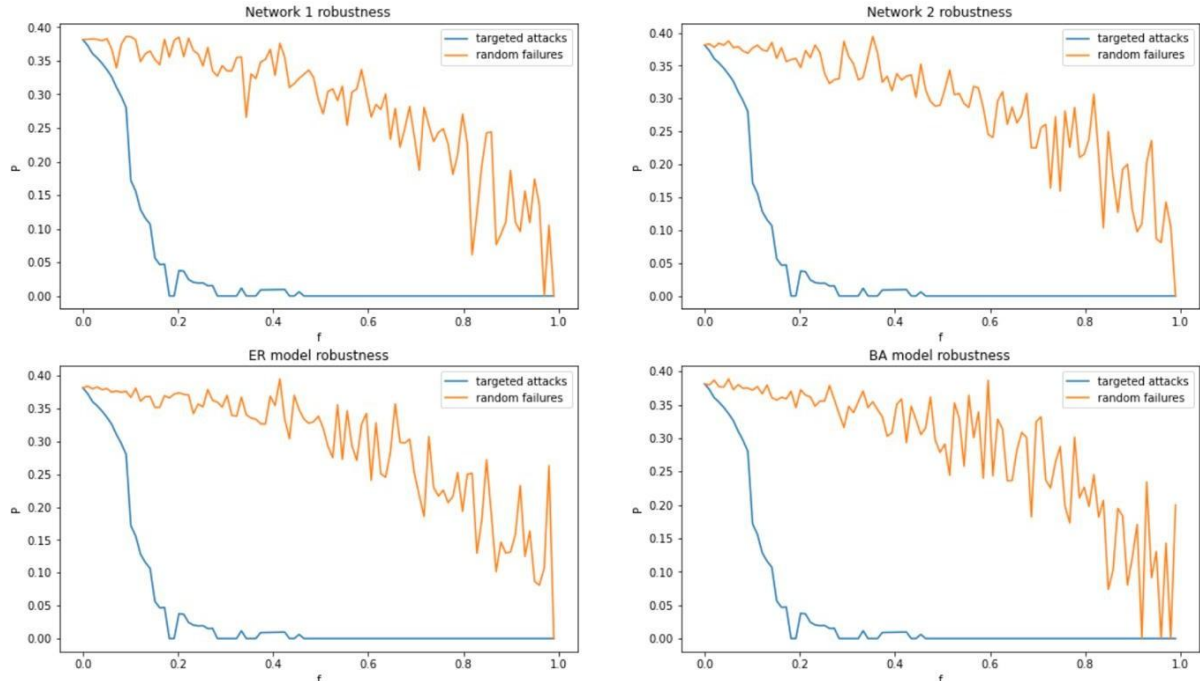 Network 1 robustness
targeted attacks
random failures
0.40
0.35
0.30
0.25
0.20
0.15
0.10
0.05
0.00
P
0.0 0.2 0.4 0.6 0.8 1.0
f
Network 2 robustness
targeted attacks
random failures
0.40
0.35
0.30
0.25
0.20
0.15
0.10
0.05
0.00
P
0.0 0.2 0.4 0.6 0.8 1.0
f
ER model robustness
targeted attacks
random failures
0.40
0.35
0.30
0.25
0.20
0.15
0.10
0.05
0.00
P
0.0 0.2 0.4 0.6 0.8 1.0
f
BA model robustness
targeted attacks
random failures
0.40
0.35
0.30
0.25
0.20
0.15
0.10
0.05
0.00
P
0.0 0.2 0.4 0.6 0.8 1.0
f